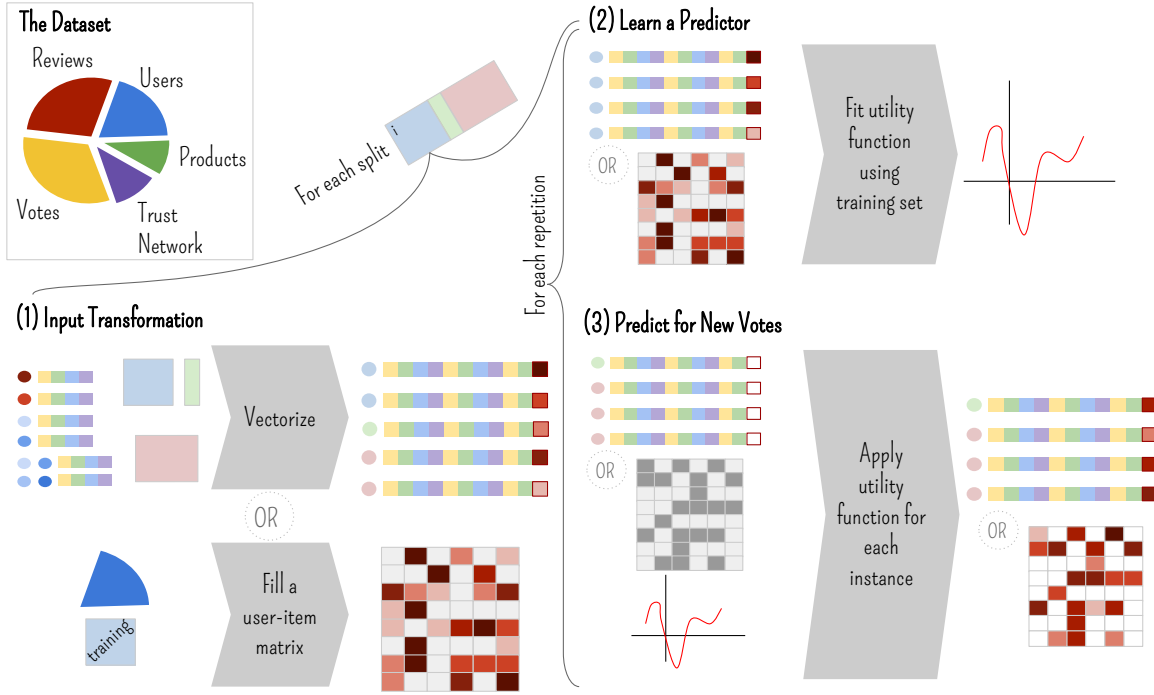 The Dataset
Reviews
Users
Products
Votes
Trust
Network
For each split
i
(1) Input Transformation
Vectorize
OR
training
Fill a
user-item
matrix
For each repetition
(2) Learn a Predictor
OR
Fit utility
function
using
training set
(3) Predict for New Votes
OR
Apply
utility
function for
each
instance
OR